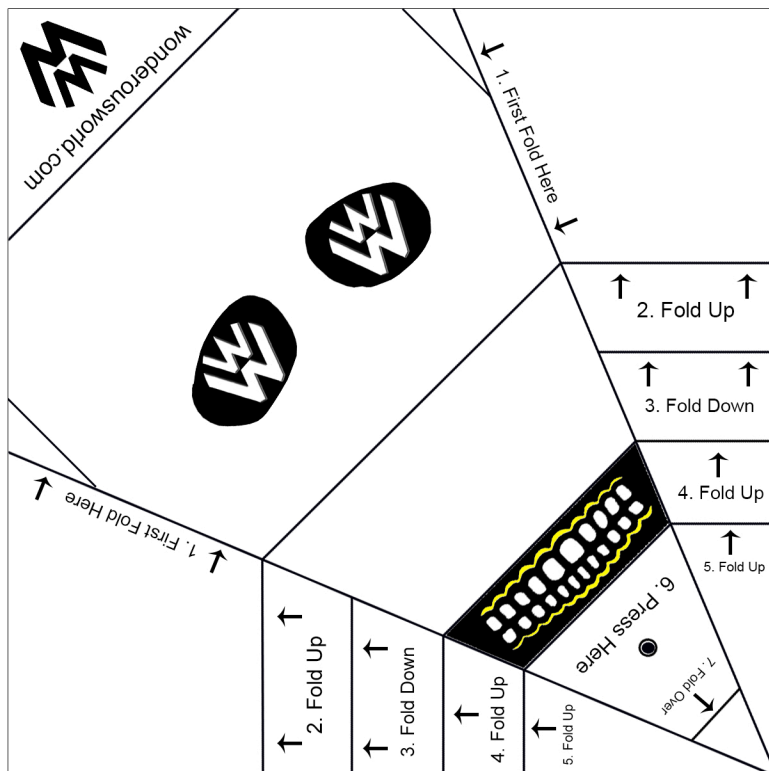 wonderousworld.com
1. First Fold Here
2. Fold Up
3. Fold Down
4. Fold Up
5. Fold Up
6. Press Here
7. Fold Over
1. First Fold Here
2. Fold Up
3. Fold Down
4. Fold Up
5. Fold Up